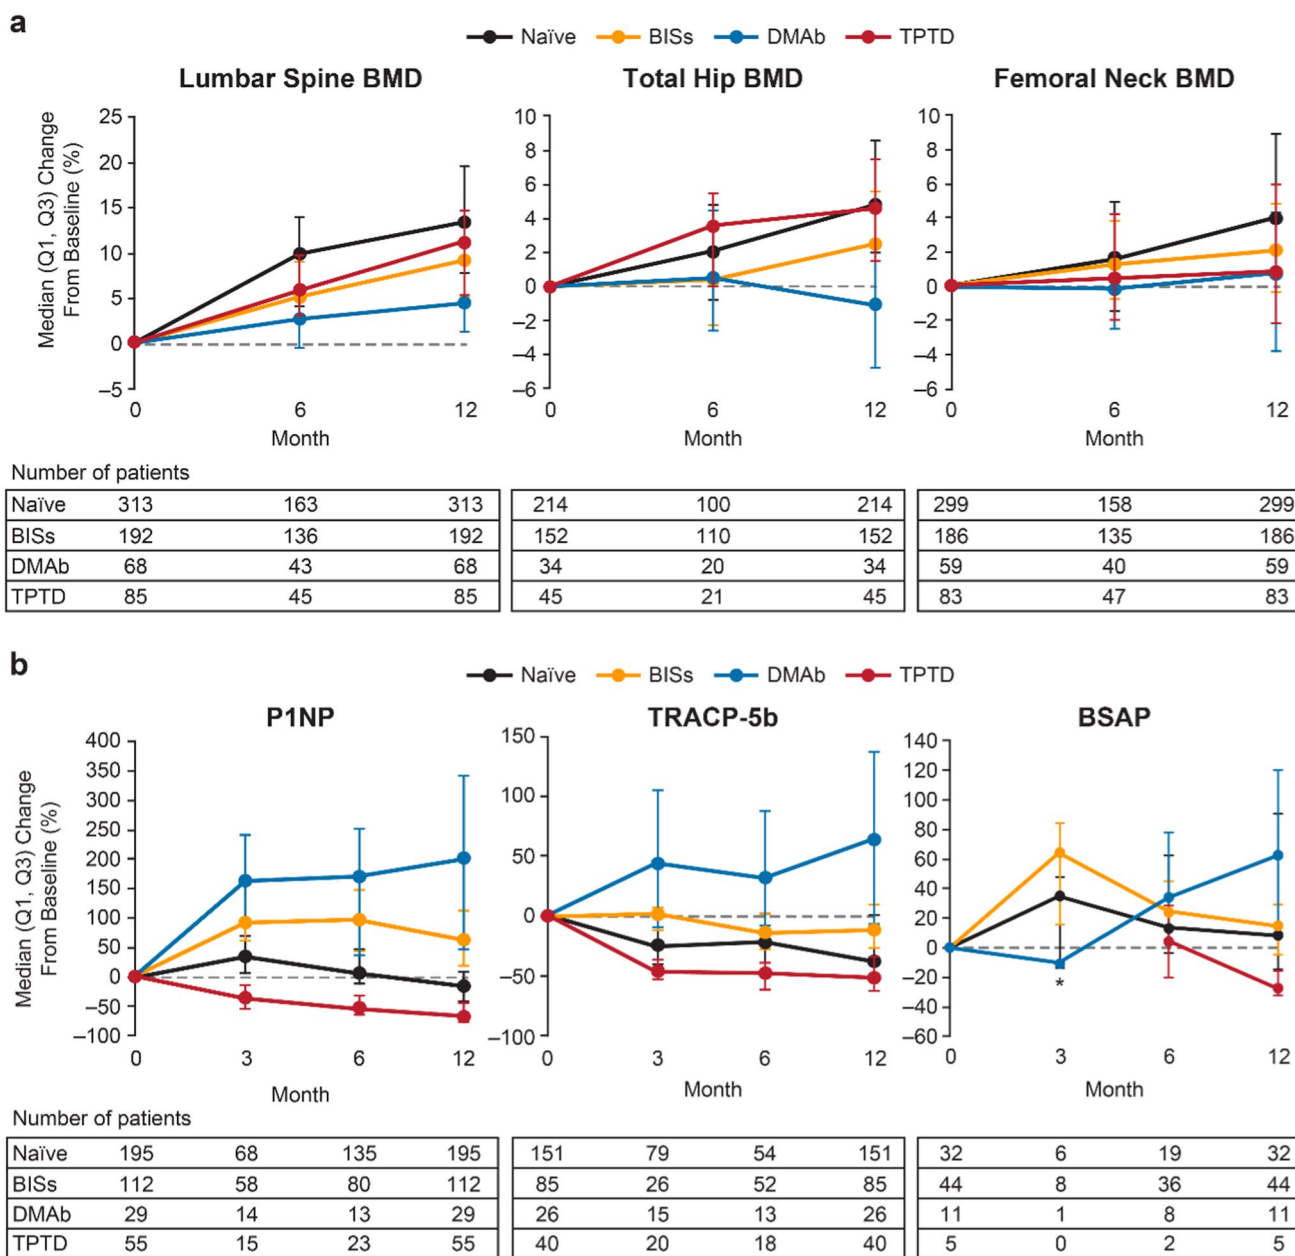 a
Naïve BISs DMAb TPTD
Lumbar Spine BMD Total Hip BMD Femoral Neck BMD
Median (Q1, Q3) Change
From Baseline (%)
25
20
15
10
5
0
–5
0 6 12
Month
10
8
6
4
2
0
–2
–4
–6
0 6 12
Month
10
8
6
4
2
0
–2
–4
–6
0 6 12
Month
Number of patients
Naïve 313 163 313 214 100 214 299 158 299
BISs 192 136 192 152 110 152 186 135 186
DMAb 68 43 68 34 20 34 59 40 59
TPTD 85 45 85 45 21 45 83 47 83
b
Naïve BISs DMAb TPTD
P1NP TRACP-5b BSAP
Median (Q1, Q3) Change
From Baseline (%)
400
350
300
250
200
150
100
50
0
–50
–100
0 3 6 12
Month
150
100
50
0
–50
–100
0 3 6 12
Month
140
120
100
80
60
40
20
0
–20
–40
–60
*
0 3 6 12
Month
Number of patients
Naïve 195 68 135 195 151 79 54 151 32 6 19 32
BISs 112 58 80 112 85 26 52 85 44 8 36 44
DMAb 29 14 13 29 26 15 13 26 11 1 8 11
TPTD 55 15 23 55 40 20 18 40 5 0 2 5